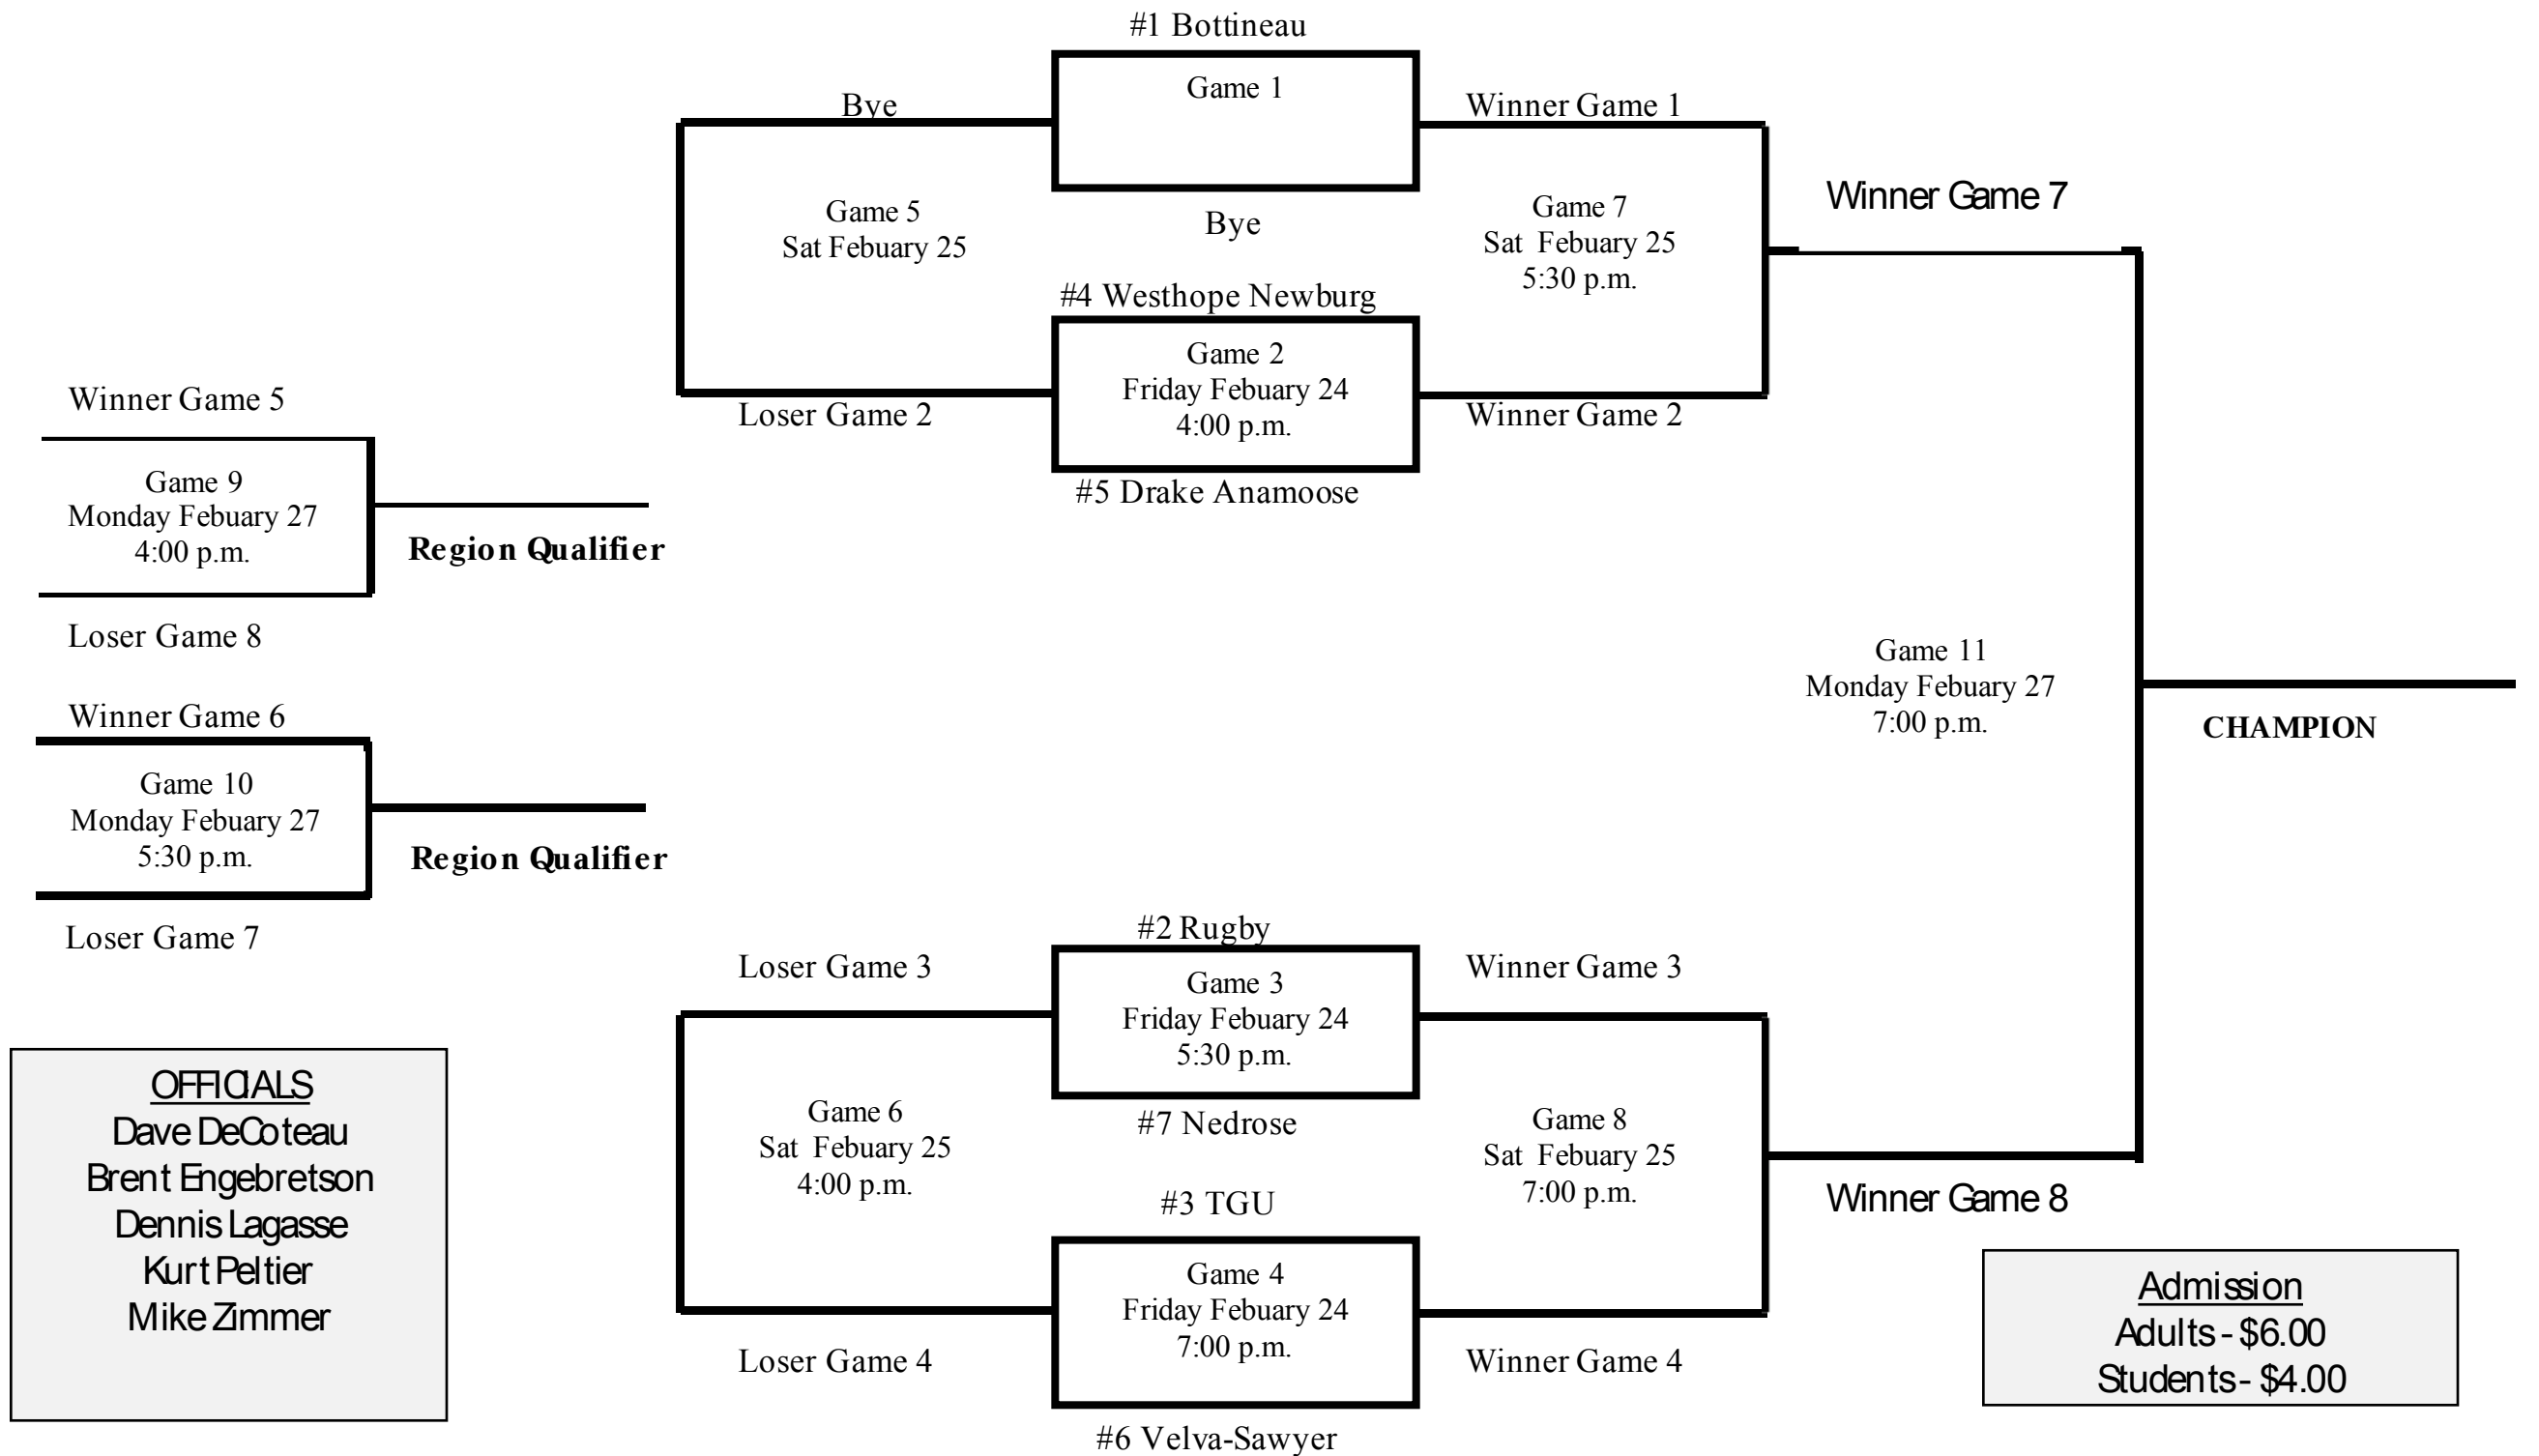 #1 Bottineau
Game 1
Bye
Bye
Winner Game 1
Game 5
Sat Febuary 25
Game 7
Sat Febuary 25
5:30 p.m.
Winner Game 7
#4 Westhope Newburg
Game 2
Friday Febuary 24
4:00 p.m.
#5 Drake Anamoose
Loser Game 2
Winner Game 2
Winner Game 5
Game 9
Monday Febuary 27
4:00 p.m.
Region Qualifier
Loser Game 8
Winner Game 6
Game 10
Monday Febuary 27
5:30 p.m.
Region Qualifier
Loser Game 7
Game 11
Monday Febuary 27
7:00 p.m.
CHAMPION
#2 Rugby
Loser Game 3
Game 3
Friday Febuary 24
5:30 p.m.
#7 Nedrose
Winner Game 3
Game 6
Sat Febuary 25
4:00 p.m.
Game 8
Sat Febuary 25
7:00 p.m.
Winner Game 8
#3 TGU
Game 4
Friday Febuary 24
7:00 p.m.
#6 Velva-Sawyer
Loser Game 4
Winner Game 4
OFFICIALS
Dave DeCoteau
Brent Engebretson
Dennis Lagasse
Kurt Peltier
Mike Zimmer
Admission
Adults - $6.00
Students - $4.00